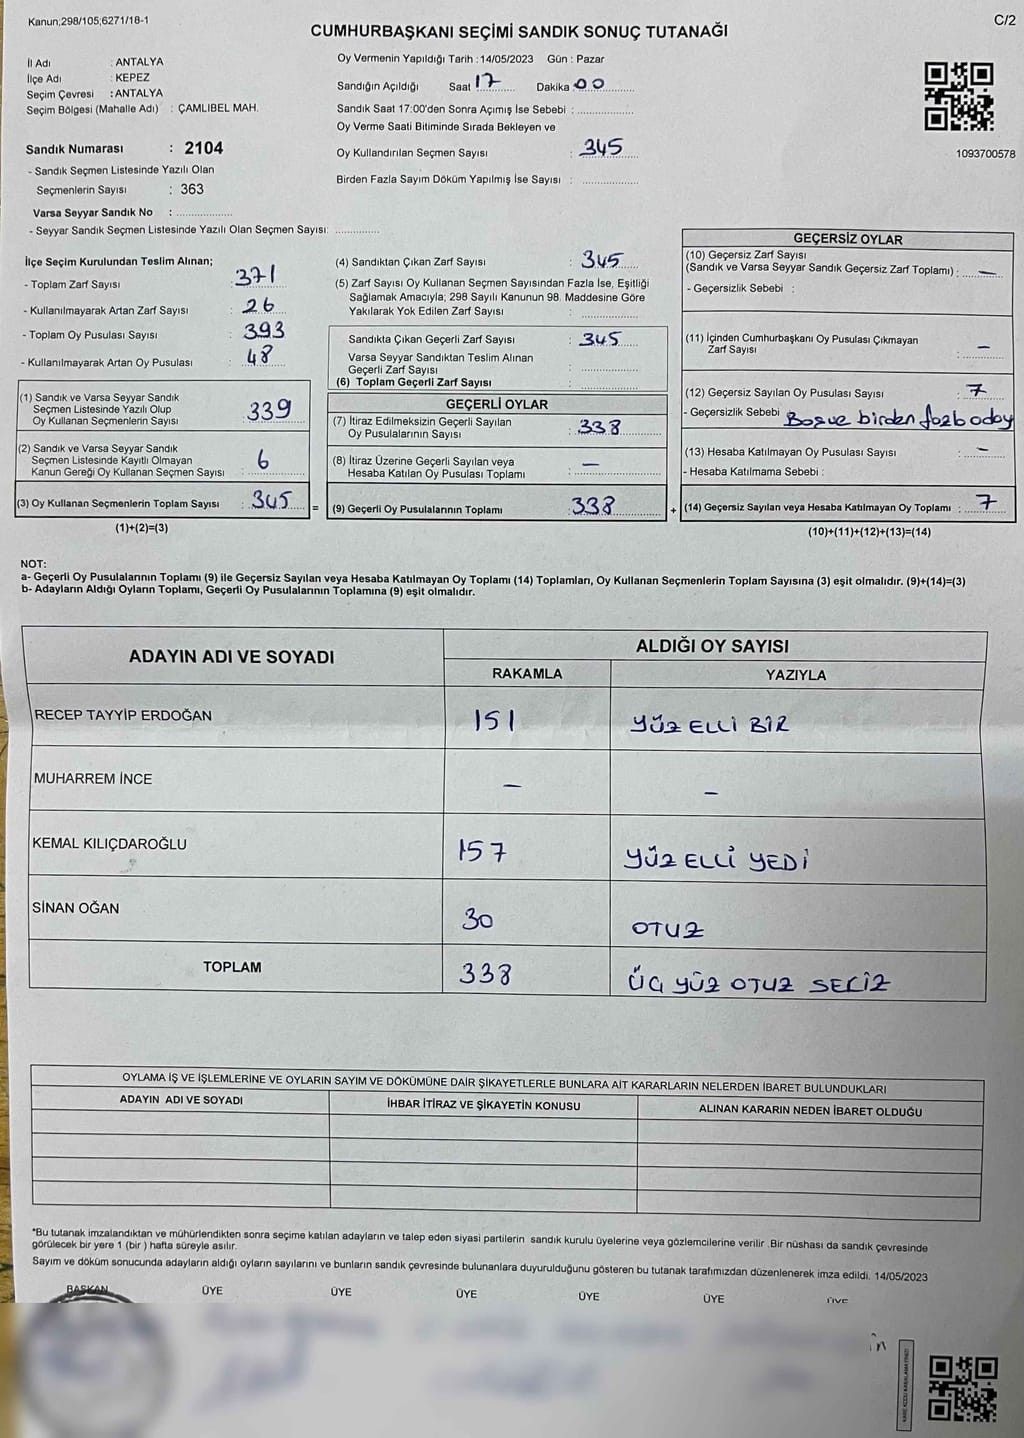 Kanun;298/105;6271/18-1
C/2
CUMHURBAŞKANI SEÇİMİ SANDIK SONUÇ TUTANAĞI
İl Adı : ANTALYA
İlçe Adı : KEPEZ
Seçim Çevresi : ANTALYA
Seçim Bölgesi (Mahalle Adı) : ÇAMLIBEL MAH.
Sandık Numarası : 2104
- Sandık Seçmen Listesinde Yazılı Olan
Seçmenlerin Sayısı : 363
Varsa Seyyar Sandık No : ..................
- Seyyar Sandık Seçmen Listesinde Yazılı Olan Seçmen Sayısı: ..............
Oy Vermenin Yapıldığı Tarih : 14/05/2023 Gün : Pazar
Sandığın Açıldığı Saat 17 Dakika : 00
Sandık Saat 17:00'den Sonra Açımış İse Sebebi : ..................
Oy Verme Saati Bitiminde Sırada Bekleyen ve
Oy Kullandırılan Seçmen Sayısı : 345
Birden Fazla Sayım Döküm Yapılmış İse Sayısı : ..................
1093700578
İlçe Seçim Kurulundan Teslim Alınan;
- Toplam Zarf Sayısı : 371
- Kullanılmayarak Artan Zarf Sayısı : 26
- Toplam Oy Pusulası Sayısı : 393
- Kullanılmayarak Artan Oy Pusulası : 48
(1) Sandık ve Varsa Seyyar Sandık
Seçmen Listesinde Yazılı Olup
Oy Kullanan Seçmenlerin Sayısı : 339
(2) Sandık ve Varsa Seyyar Sandık
Seçmen Listesinde Kayıtlı Olmayan
Kanun Gereği Oy Kullanan Seçmen Sayısı : 6
(3) Oy Kullanan Seçmenlerin Toplam Sayısı : 345 =
(1)+(2)=(3)
(4) Sandıktan Çıkan Zarf Sayısı : 345
(5) Zarf Sayısı Oy Kullanan Seçmen Sayısından Fazla İse, Eşitliği
Sağlamak Amacıyla; 298 Sayılı Kanunun 98. Maddesine Göre
Yakılarak Yok Edilen Zarf Sayısı : ..................
Sandıkta Çıkan Geçerli Zarf Sayısı : 345
Varsa Seyyar Sandıktan Teslim Alınan
Geçerli Zarf Sayısı : ..................
(6) Toplam Geçerli Zarf Sayısı : ..................
GEÇERLİ OYLAR
(7) İtiraz Edilmeksizin Geçerli Sayılan
Oy Pusulalarının Sayısı : 338
(8) İtiraz Üzerine Geçerli Sayılan veya
Hesaba Katılan Oy Pusulası Toplamı : —
(9) Geçerli Oy Pusulalarının Toplamı : 338 +
GEÇERSİZ OYLAR
(10) Geçersiz Zarf Sayısı
(Sandık ve Varsa Seyyar Sandık Geçersiz Zarf Toplamı) : —
- Geçersizlik Sebebi :
(11) İçinden Cumhurbaşkanı Oy Pusulası Çıkmayan
Zarf Sayısı : —
(12) Geçersiz Sayılan Oy Pusulası Sayısı : 7
- Geçersizlik Sebebi birden
(13) Hesaba Katılmayan Oy Pusulası Sayısı : —
- Hesaba Katılmama Sebebi :
(14) Geçersiz Sayılan veya Hesaba Katılmayan Oy Toplamı : 7
(10)+(11)+(12)+(13)=(14)
NOT:
a- Geçerli Oy Pusulalarının Toplamı (9) ile Geçersiz Sayılan veya Hesaba Katılmayan Oy Toplamı (14) Toplamları, Oy Kullanan Seçmenlerin Toplam Sayısına (3) eşit olmalıdır. (9)+(14)=(3)
b- Adayların Aldığı Oyların Toplamı, Geçerli Oy Pusulalarının Toplamına (9) eşit olmalıdır.
ADAYIN ADI VE SOYADI
ALDIĞI OY SAYISI
RAKAMLA YAZIYLA
RECEP TAYYİP ERDOĞAN 151 YÜZ ELLİ BİR
MUHARREM İNCE — —
KEMAL KILIÇDAROĞLU 157 YÜZ ELLİ YEDİ
SİNAN OĞAN 30 OTUZ
TOPLAM 338 ÜÇ YÜZ OTUZ SECİZ
OYLAMA İŞ VE İŞLEMLERİNE VE OYLARIN SAYIM VE DÖKÜMÜNE DAİR ŞİKAYETLERLE BUNLARA AİT KARARLARIN NELERDEN İBARET BULUNDUKLARI
ADAYIN ADI VE SOYADI İHBAR İTİRAZ VE ŞİKAYETİN KONUSU ALINAN KARARIN NEDEN İBARET OLDUĞU
*Bu tutanak imzalandıktan ve mühürlendikten sonra seçime katılan adayların ve talep eden siyasi partilerin sandık kurulu üyelerine veya gözlemcilerine verilir .Bir nüshası da sandık çevresinde
görülecek bir yere 1 (bir ) hafta süreyle asılır.
Sayım ve döküm sonucunda adayların aldığı oyların sayılarını ve bunların sandık çevresinde bulunanlara duyurulduğunu gösteren bu tutanak tarafımızdan düzenlenerek imza edildi. 14/05/2023
BAŞKAN ÜYE ÜYE ÜYE ÜYE ÜYE ÜYE